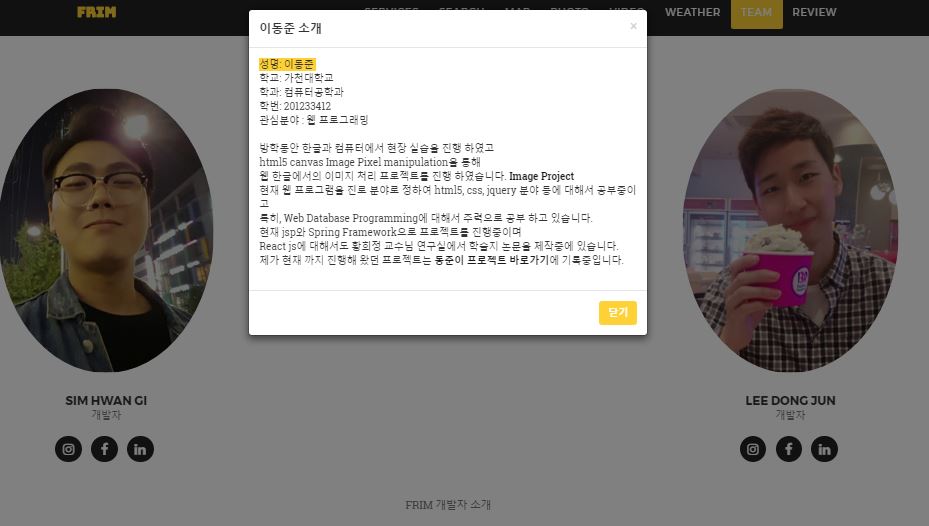 FRIM
SERVICES SEARCH MAP PHOTO VIDEO WEATHER TEAM REVIEW
이동준 소개
×
성명: 이동준
학교: 가천대학교
학과: 컴퓨터공학과
학번: 201233412
관심분야 : 웹 프로그래밍
방학동안 한글과 컴퓨터에서 현장 실습을 진행 하였고
html5 canvas Image Pixel manipulation을 통해
웹 한글에서의 이미지 처리 프로젝트를 진행 하였습니다. Image Project
현재 웹 프로그램을 진로 분야로 정하여 html5, css, jquery 분야 등에 대해서 공부중이
고
특히, Web Database Programming에 대해서 주력으로 공부 하고 있습니다.
현재 jsp와 Spring Framework으로 프로젝트를 진행중이며
React js에 대해서도 황희정 교수님 연구실에서 학술지 논문을 제작중에 있습니다.
제가 현재 까지 진행해 왔던 프로젝트는 동준이 프로젝트 바로가기에 기록중입니다.
닫기
SIM HWAN GI
개발자
LEE DONG JUN
개발자
FRIM 개발자 소개